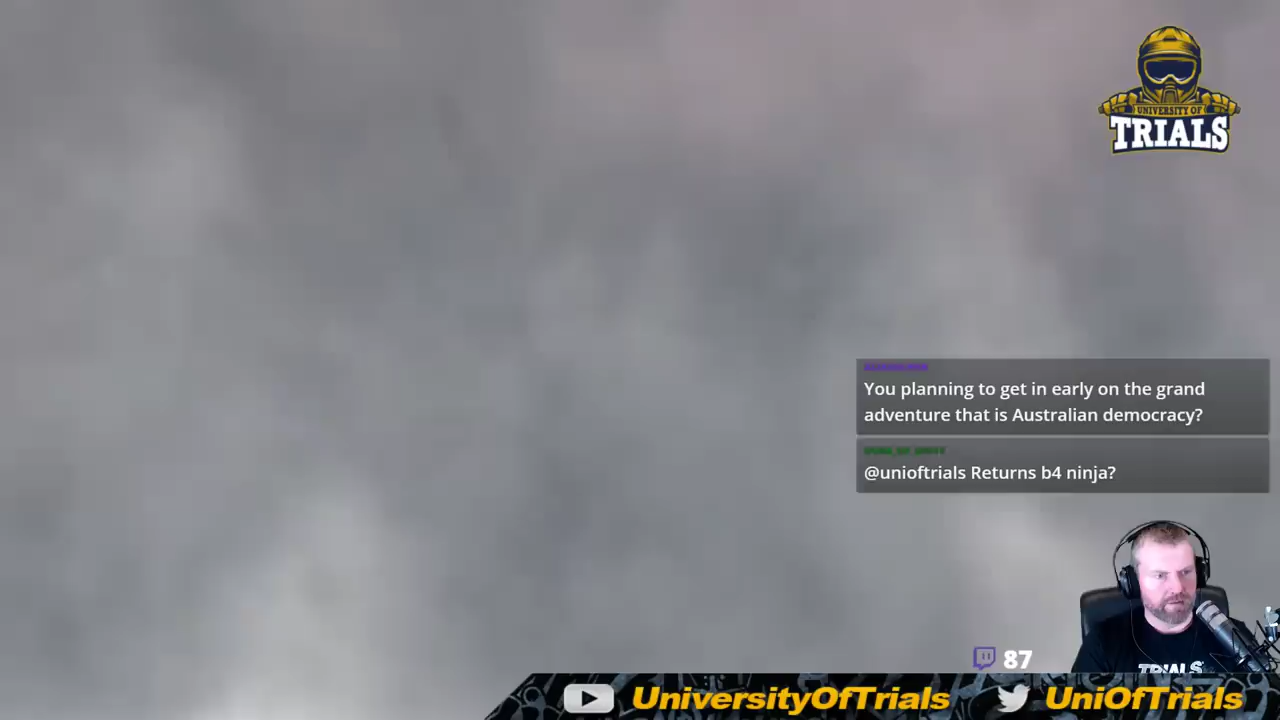 UNIVERSITY OF
TRIALS
You planning to get in early on the grand
adventure that is Australian democracy?
@unioftrials Returns b4 ninja?
87
TRIALS
UniversityOfTrials
UniOfTrials